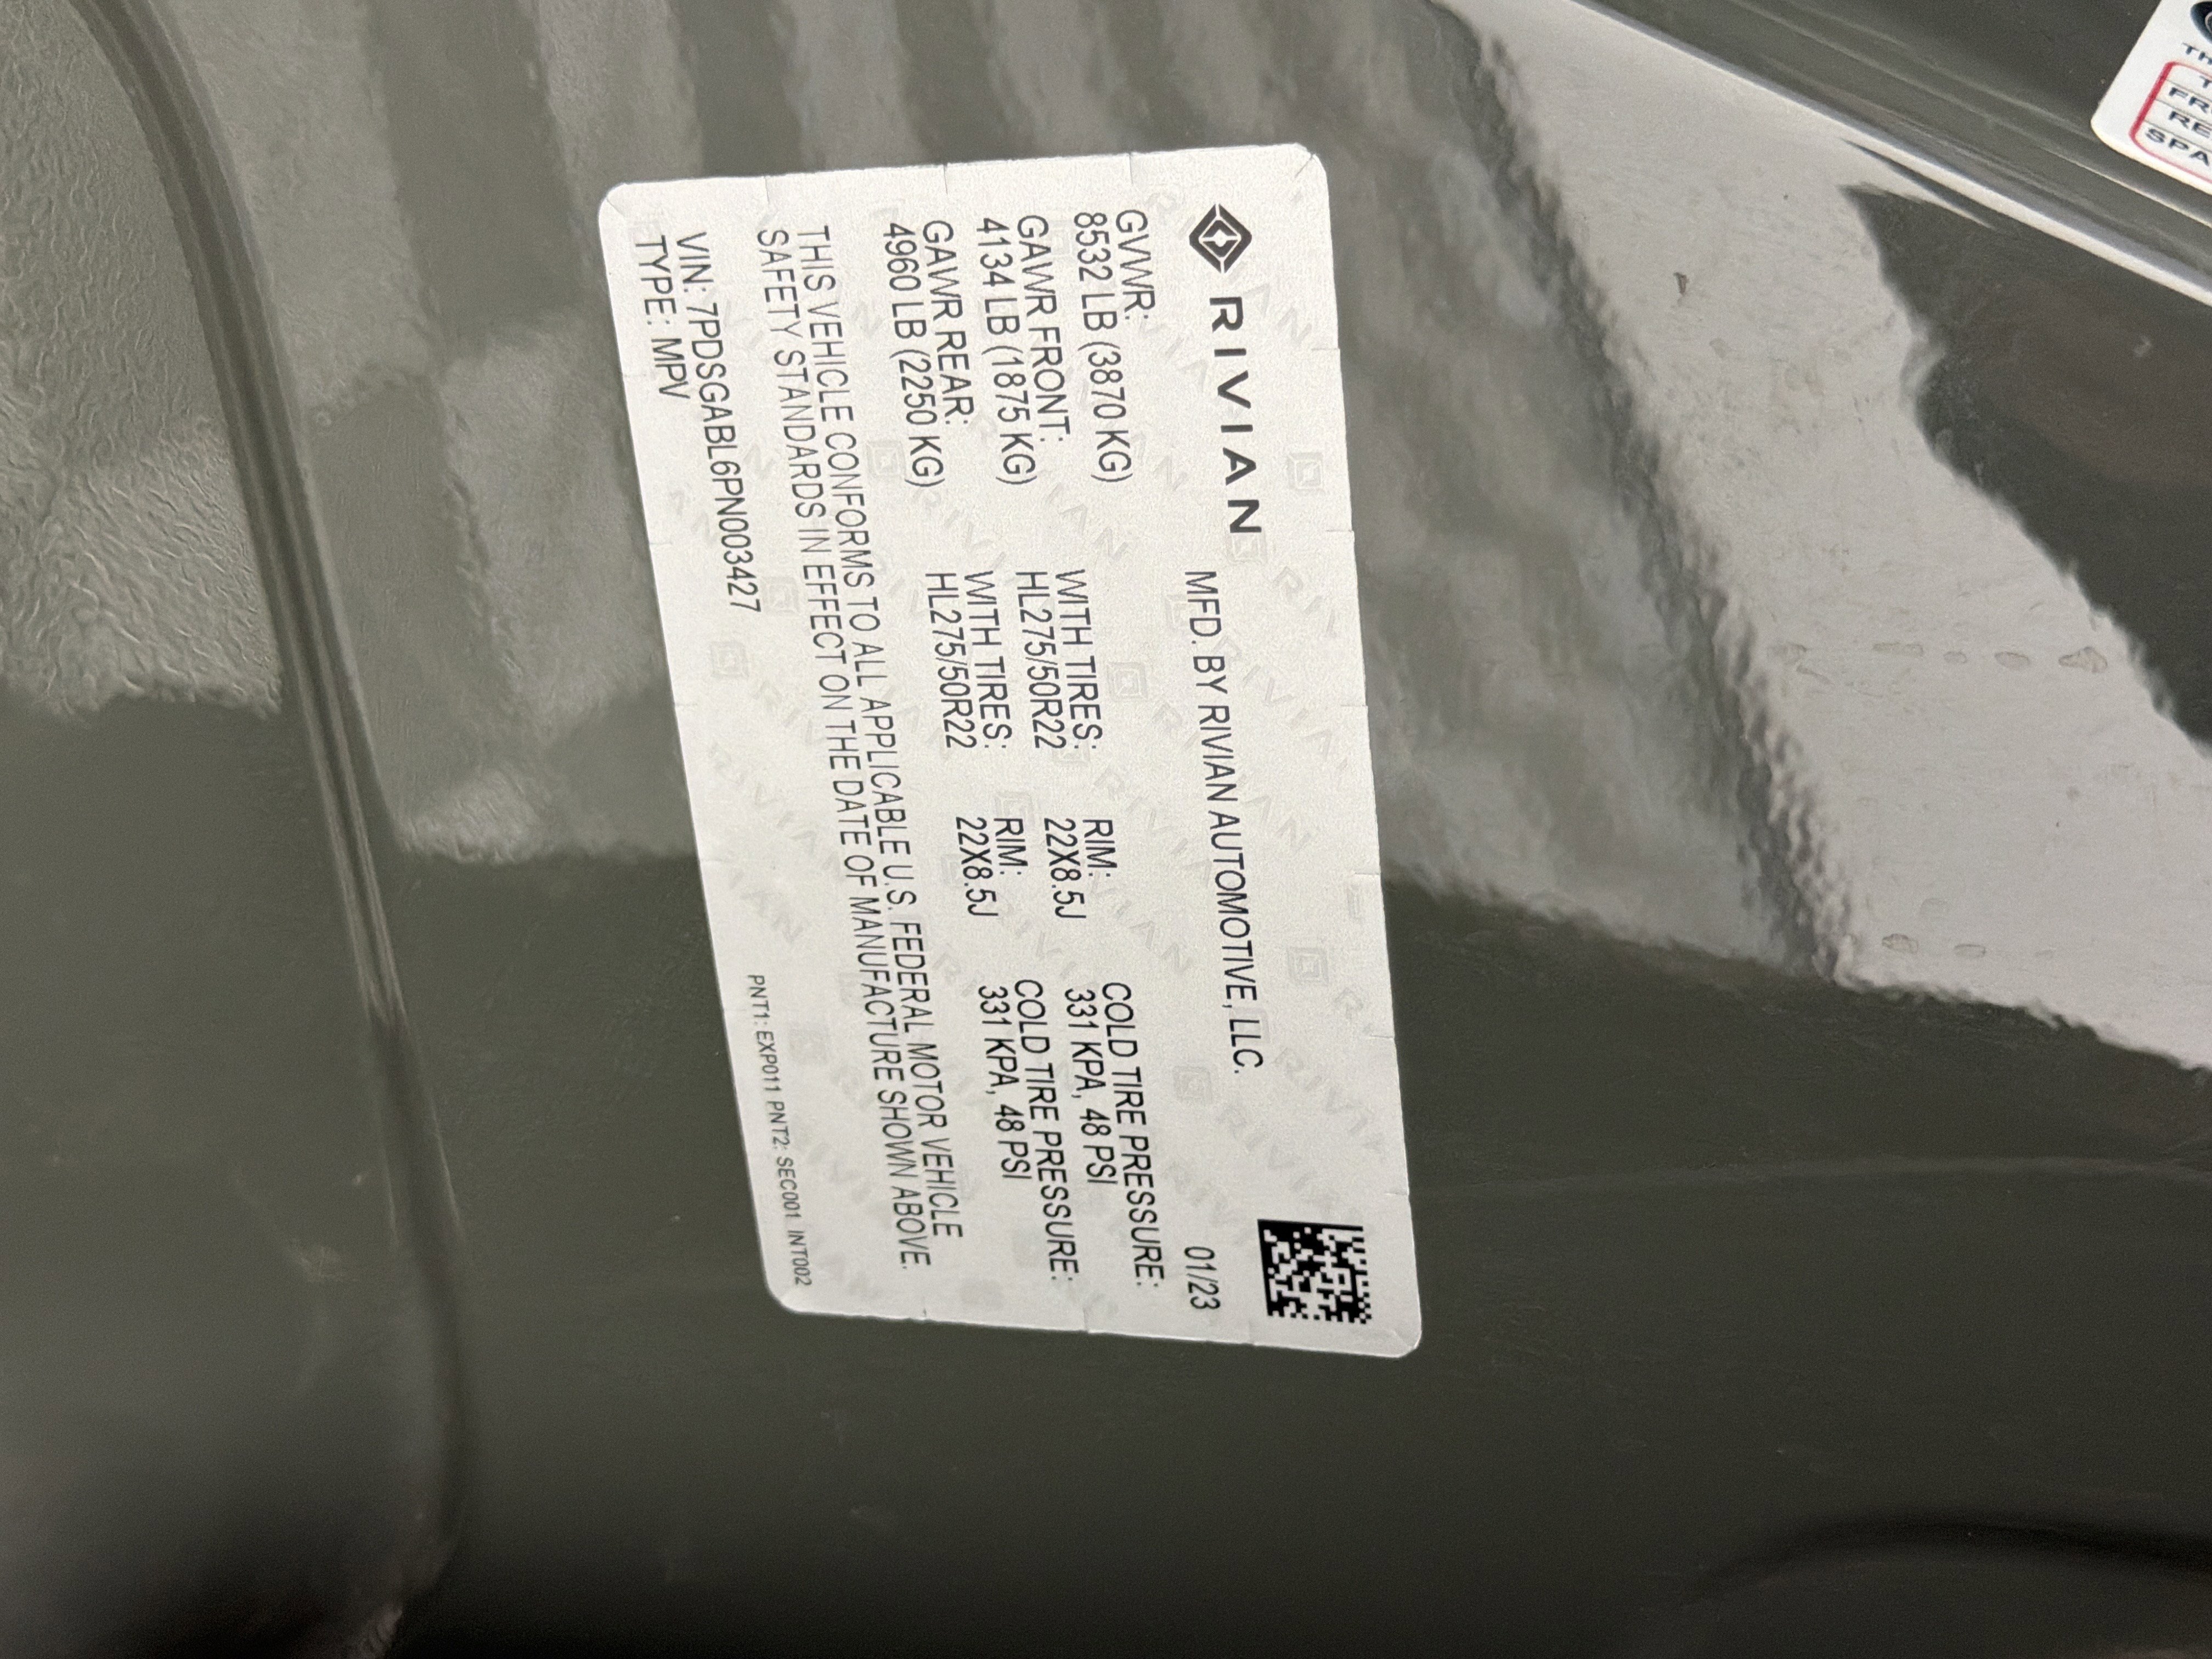 RIVIAN
MFD. BY RIVIAN AUTOMOTIVE, LLC.
01/23
GVWR:
8532 LB (3870 KG)
GAWR FRONT: WITH TIRES: RIM: COLD TIRE PRESSURE:
4134 LB (1875 KG) HL275/50R22 22X8.5J 331 KPA, 48 PSI
GAWR REAR: WITH TIRES: RIM: COLD TIRE PRESSURE:
4960 LB (2250 KG) HL275/50R22 22X8.5J 331 KPA, 48 PSI
THIS VEHICLE CONFORMS TO ALL APPLICABLE U.S. FEDERAL MOTOR VEHICLE
SAFETY STANDARDS IN EFFECT ON THE DATE OF MANUFACTURE SHOWN ABOVE.
VIN: 7PDSGABL6PN003427
TYPE: MPV
PNT1: EXP011 PNT2: SEC001 INT002